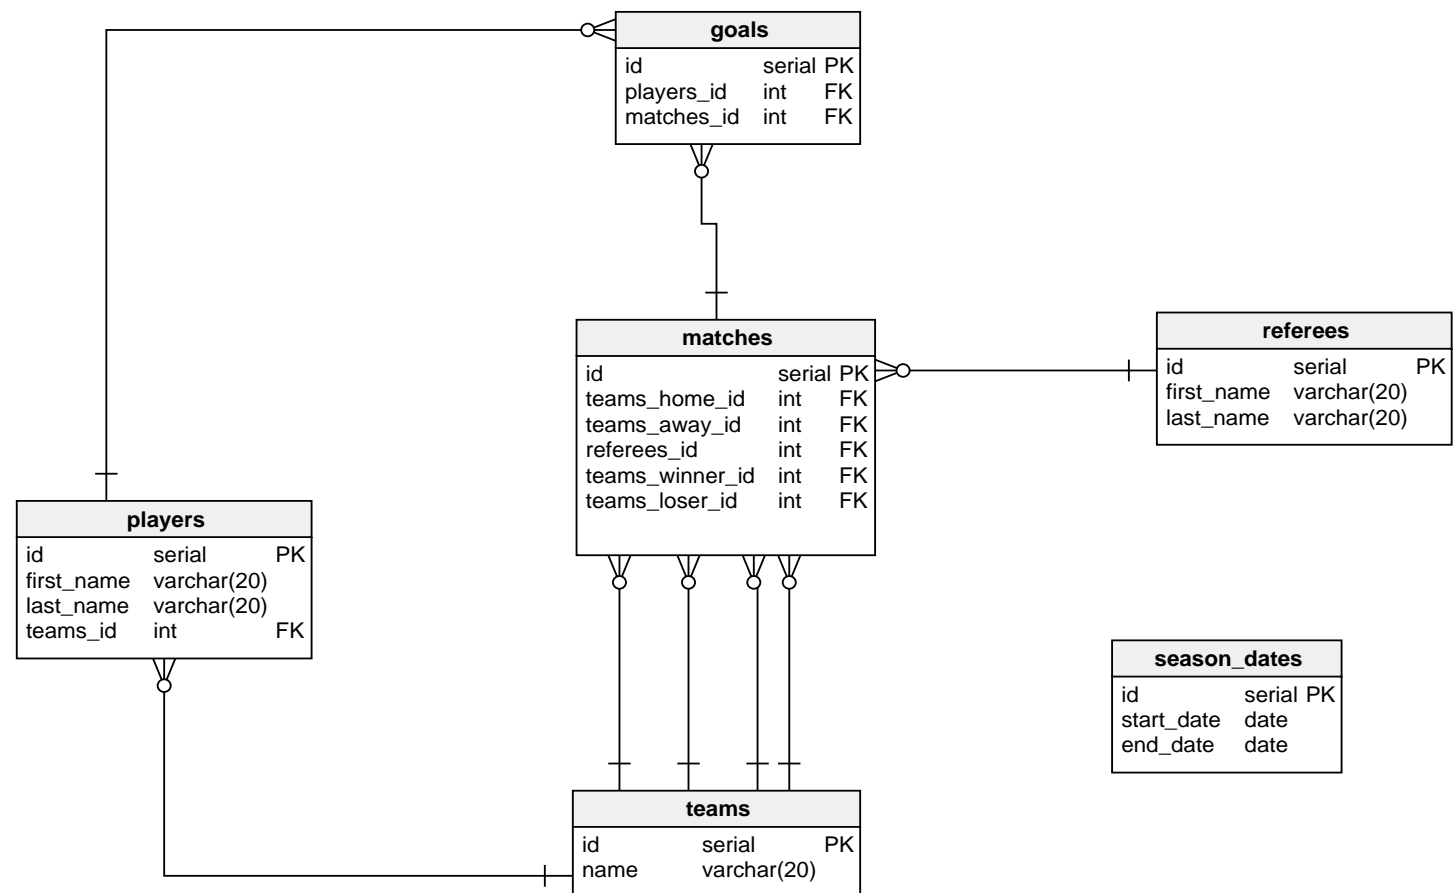 goals
id serial PK
players_id int FK
matches_id int FK
matches
id serial PK
teams_home_id int FK
teams_away_id int FK
referees_id int FK
teams_winner_id int FK
teams_loser_id int FK
referees
id serial PK
first_name varchar(20)
last_name varchar(20)
players
id serial PK
first_name varchar(20)
last_name varchar(20)
teams_id int FK
season_dates
id serial PK
start_date date
end_date date
teams
id serial PK
name varchar(20)